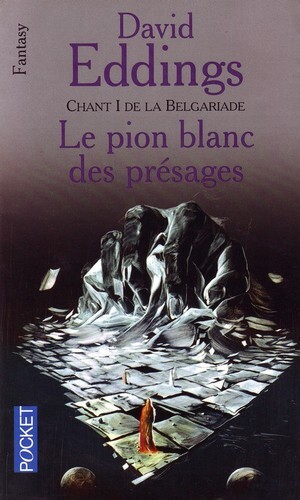 Fantasy
David
Eddings
CHANT I DE LA BELGARIADE
Le pion blanc
des présages
POCKET